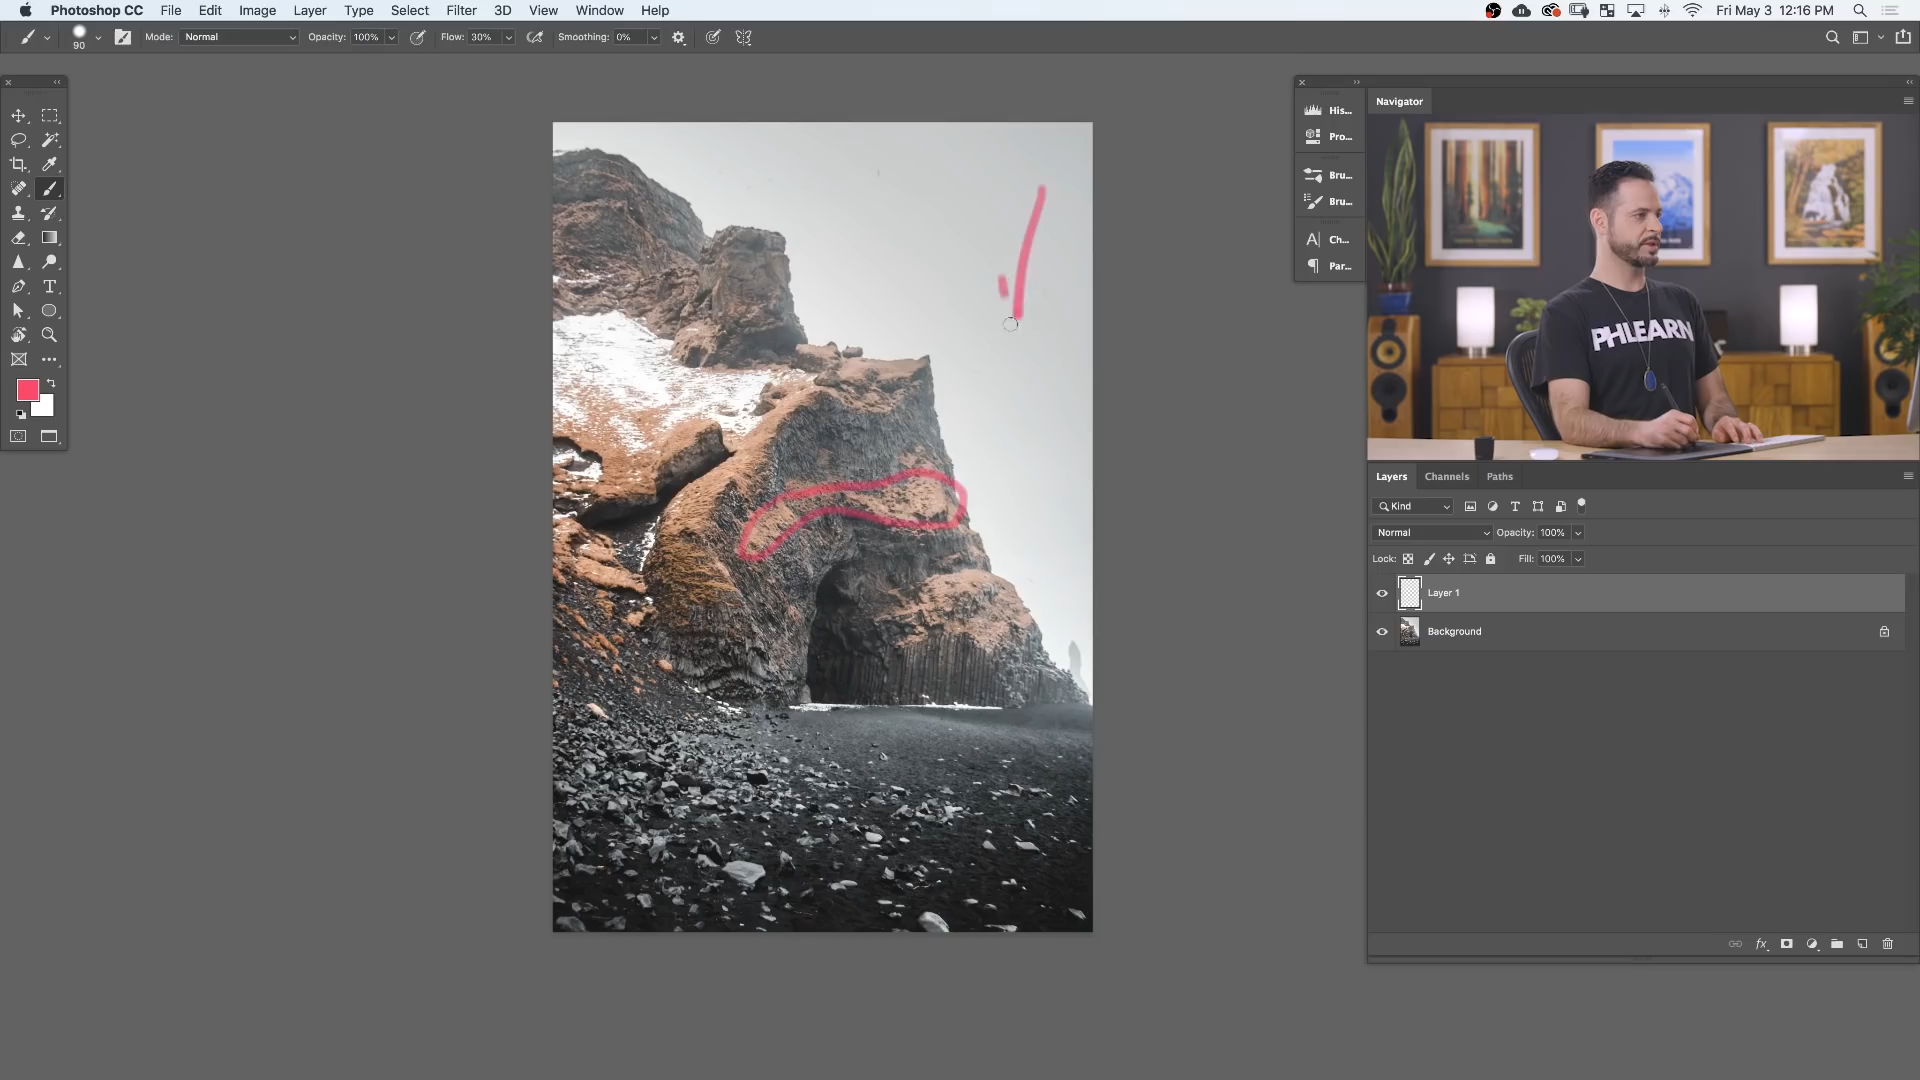 Photoshop CC File Edit Image Layer Type Select Filter 3D View Window Help Fri May 3 12:16 PM
90 Mode: Normal Opacity: 100% Flow: 30% Smoothing: 0%
Navigator
His...
Pro...
Bru...
Bru...
A| Ch...
Par...
PHLEARN
Layers Channels Paths
Kind
Normal Opacity: 100%
Lock: Fill: 100%
Layer 1
Background
fx